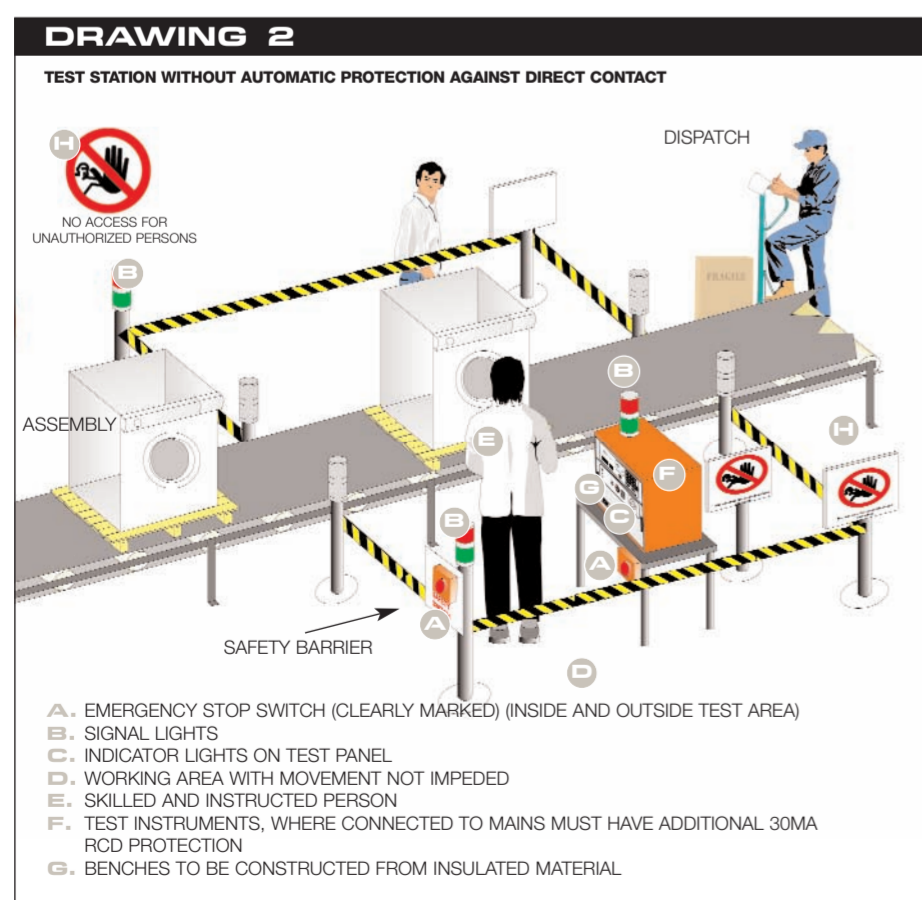 DRAWING 2
TEST STATION WITHOUT AUTOMATIC PROTECTION AGAINST DIRECT CONTACT
H
NO ACCESS FOR
UNAUTHORIZED PERSONS
DISPATCH
B
FRAGILE
B
ASSEMBLY
E
H
F
G
C
B
A
A
SAFETY BARRIER
D
A. EMERGENCY STOP SWITCH (CLEARLY MARKED) (INSIDE AND OUTSIDE TEST AREA)
B. SIGNAL LIGHTS
C. INDICATOR LIGHTS ON TEST PANEL
D. WORKING AREA WITH MOVEMENT NOT IMPEDED
E. SKILLED AND INSTRUCTED PERSON
F. TEST INSTRUMENTS, WHERE CONNECTED TO MAINS MUST HAVE ADDITIONAL 30MA
RCD PROTECTION
G. BENCHES TO BE CONSTRUCTED FROM INSULATED MATERIAL